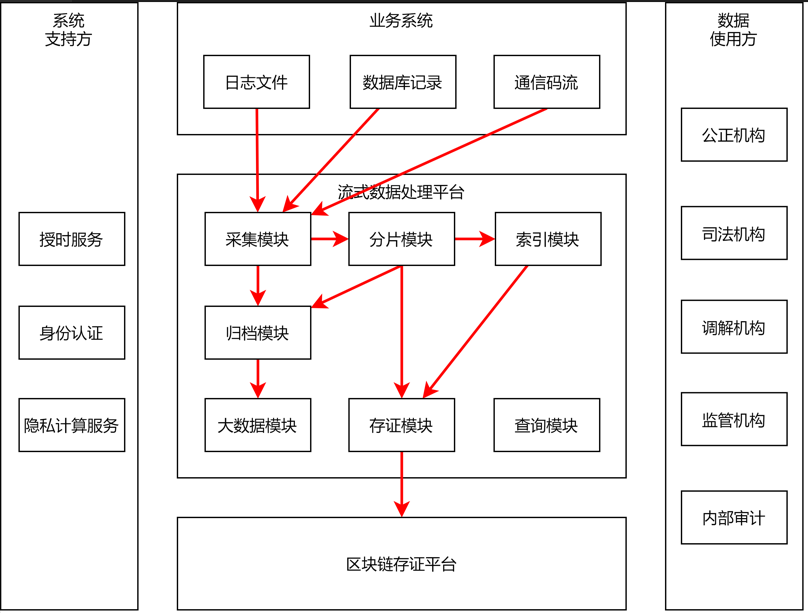 系统
支持方
授时服务
身份认证
隐私计算服务
业务系统
日志文件
数据库记录
通信码流
流式数据处理平台
采集模块
分片模块
索引模块
归档模块
大数据模块
存证模块
查询模块
区块链存证平台
数据
使用方
公正机构
司法机构
调解机构
监管机构
内部审计